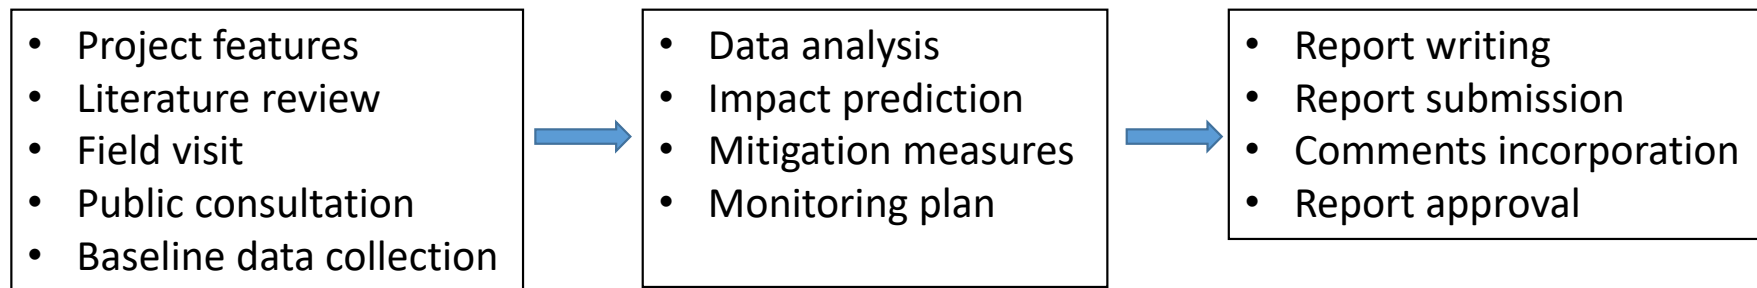 • Project features
• Literature review
• Field visit
• Public consultation
• Baseline data collection
• Data analysis
• Impact prediction
• Mitigation measures
• Monitoring plan
• Report writing
• Report submission
• Comments incorporation
• Report approval